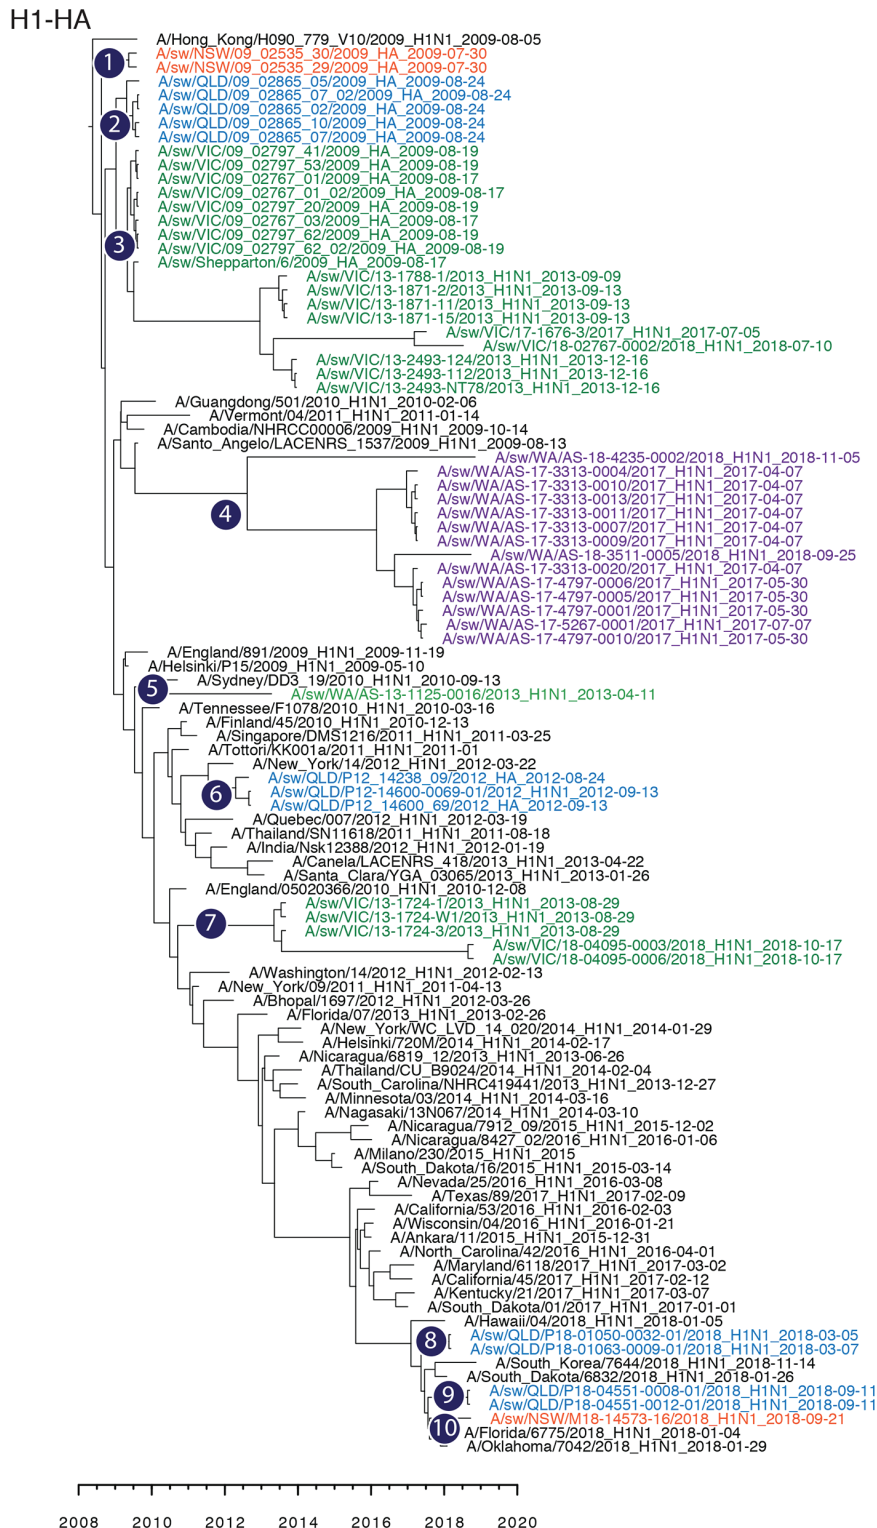 H1-HA
A/Hong_Kong/H090_779_V10/2009_H1N1_2009-08-05
A/sw/NSW/09_02535_30/2009_HA_2009-07-30
1
A/sw/NSW/09_02535_29/2009_HA_2009-07-30
A/sw/QLD/09_02865_05/2009_HA_2009-08-24
A/sw/QLD/09_02865_07_02/2009_HA_2009-08-24
A/sw/QLD/09_02865_02/2009_HA_2009-08-24
2
A/sw/QLD/09_02865_10/2009_HA_2009-08-24
A/sw/QLD/09_02865_07/2009_HA_2009-08-24
A/sw/VIC/09_02797_41/2009_HA_2009-08-19
A/sw/VIC/09_02797_53/2009_HA_2009-08-19
A/sw/VIC/09_02767_01/2009_HA_2009-08-17
A/sw/VIC/09_02767_01_02/2009_HA_2009-08-17
A/sw/VIC/09_02797_20/2009_HA_2009-08-19
A/sw/VIC/09_02767_03/2009_HA_2009-08-17
A/sw/VIC/09_02797_62/2009_HA_2009-08-19
3
A/sw/VIC/09_02797_62_02/2009_HA_2009-08-19
A/sw/Shepparton/6/2009_HA_2009-08-17
A/sw/VIC/13-1788-1/2013_H1N1_2013-09-09
A/sw/VIC/13-1871-2/2013_H1N1_2013-09-13
A/sw/VIC/13-1871-11/2013_H1N1_2013-09-13
A/sw/VIC/13-1871-15/2013_H1N1_2013-09-13
A/sw/VIC/17-1676-3/2017_H1N1_2017-07-05
A/sw/VIC/18-02767-0002/2018_H1N1_2018-07-10
A/sw/VIC/13-2493-124/2013_H1N1_2013-12-16
A/sw/VIC/13-2493-112/2013_H1N1_2013-12-16
A/sw/VIC/13-2493-NT78/2013_H1N1_2013-12-16
A/Guangdong/501/2010_H1N1_2010-02-06
A/Vermont/04/2011_H1N1_2011-01-14
A/Cambodia/NHRCC00006/2009_H1N1_2009-10-14
A/Santo_Angelo/LACENRS_1537/2009_H1N1_2009-08-13
A/sw/WA/AS-18-4235-0002/2018_H1N1_2018-11-05
A/sw/WA/AS-17-3313-0004/2017_H1N1_2017-04-07
A/sw/WA/AS-17-3313-0010/2017_H1N1_2017-04-07
A/sw/WA/AS-17-3313-0013/2017_H1N1_2017-04-07
4
A/sw/WA/AS-17-3313-0011/2017_H1N1_2017-04-07
A/sw/WA/AS-17-3313-0007/2017_H1N1_2017-04-07
A/sw/WA/AS-17-3313-0009/2017_H1N1_2017-04-07
A/sw/WA/AS-18-3511-0005/2018_H1N1_2018-09-25
A/sw/WA/AS-17-3313-0020/2017_H1N1_2017-04-07
A/sw/WA/AS-17-4797-0006/2017_H1N1_2017-05-30
A/sw/WA/AS-17-4797-0005/2017_H1N1_2017-05-30
A/sw/WA/AS-17-4797-0001/2017_H1N1_2017-05-30
A/sw/WA/AS-17-5267-0001/2017_H1N1_2017-07-07
A/sw/WA/AS-17-4797-0010/2017_H1N1_2017-05-30
A/England/891/2009_H1N1_2009-11-19
A/Helsinki/P15/2009_H1N1_2009-05-10
A/Sydney/DD3_19/2010_H1N1_2010-09-13
5
A/sw/WA/AS-13-1125-0016/2013_H1N1_2013-04-11
A/Tennessee/F1078/2010_H1N1_2010-03-16
A/Finland/45/2010_H1N1_2010-12-13
A/Singapore/DMS1216/2011_H1N1_2011-03-25
A/Tottori/KK001a/2011_H1N1_2011-01
A/New_York/14/2012_H1N1_2012-03-22
A/sw/QLD/P12_14238_09/2012_HA_2012-08-24
6
A/sw/QLD/P12-14600-0069-01/2012_H1N1_2012-09-13
A/sw/QLD/P12_14600_69/2012_HA_2012-09-13
A/Quebec/007/2012_H1N1_2012-03-19
A/Thailand/SN11618/2011_H1N1_2011-08-18
A/India/Nsk12388/2012_H1N1_2012-01-19
A/Canela/LACENRS_418/2013_H1N1_2013-04-22
A/Santa_Clara/YGA_03065/2013_H1N1_2013-01-26
A/England/05020366/2010_H1N1_2010-12-08
A/sw/VIC/13-1724-1/2013_H1N1_2013-08-29
7
A/sw/VIC/13-1724-W1/2013_H1N1_2013-08-29
A/sw/VIC/13-1724-3/2013_H1N1_2013-08-29
A/sw/VIC/18-04095-0003/2018_H1N1_2018-10-17
A/sw/VIC/18-04095-0006/2018_H1N1_2018-10-17
A/Washington/14/2012_H1N1_2012-02-13
A/New_York/09/2011_H1N1_2011-04-13
A/Bhopal/1697/2012_H1N1_2012-03-26
A/Florida/07/2013_H1N1_2013-02-26
A/New_York/WC_LVD_14_020/2014_H1N1_2014-01-29
A/Helsinki/720M/2014_H1N1_2014-02-17
A/Nicaragua/6819_12/2013_H1N1_2013-06-26
A/Thailand/CU_B9024/2014_H1N1_2014-02-04
A/South_Carolina/NHRC419441/2013_H1N1_2013-12-27
A/Minnesota/03/2014_H1N1_2014-03-16
A/Nagasaki/13N067/2014_H1N1_2014-03-10
A/Nicaragua/7912_09/2015_H1N1_2015-12-02
A/Nicaragua/8427_02/2016_H1N1_2016-01-06
A/Milano/230/2015_H1N1_2015
A/South_Dakota/16/2015_H1N1_2015-03-14
A/Nevada/25/2016_H1N1_2016-03-08
A/Texas/89/2017_H1N1_2017-02-09
A/California/53/2016_H1N1_2016-02-03
A/Wisconsin/04/2016_H1N1_2016-01-21
A/Ankara/11/2015_H1N1_2015-12-31
A/North_Carolina/42/2016_H1N1_2016-04-01
A/Maryland/6118/2017_H1N1_2017-03-02
A/California/45/2017_H1N1_2017-02-12
A/Kentucky/21/2017_H1N1_2017-03-07
A/South_Dakota/01/2017_H1N1_2017-01-01
A/Hawaii/04/2018_H1N1_2018-01-05
8
A/sw/QLD/P18-01050-0032-01/2018_H1N1_2018-03-05
A/sw/QLD/P18-01063-0009-01/2018_H1N1_2018-03-07
A/South_Korea/7644/2018_H1N1_2018-11-14
A/South_Dakota/6832/2018_H1N1_2018-01-26
9
A/sw/QLD/P18-04551-0008-01/2018_H1N1_2018-09-11
A/sw/QLD/P18-04551-0012-01/2018_H1N1_2018-09-11
A/sw/NSW/M18-14573-16/2018_H1N1_2018-09-21
10
A/Florida/6775/2018_H1N1_2018-01-04
A/Oklahoma/7042/2018_H1N1_2018-01-29
2008 2010 2012 2014 2016 2018 2020